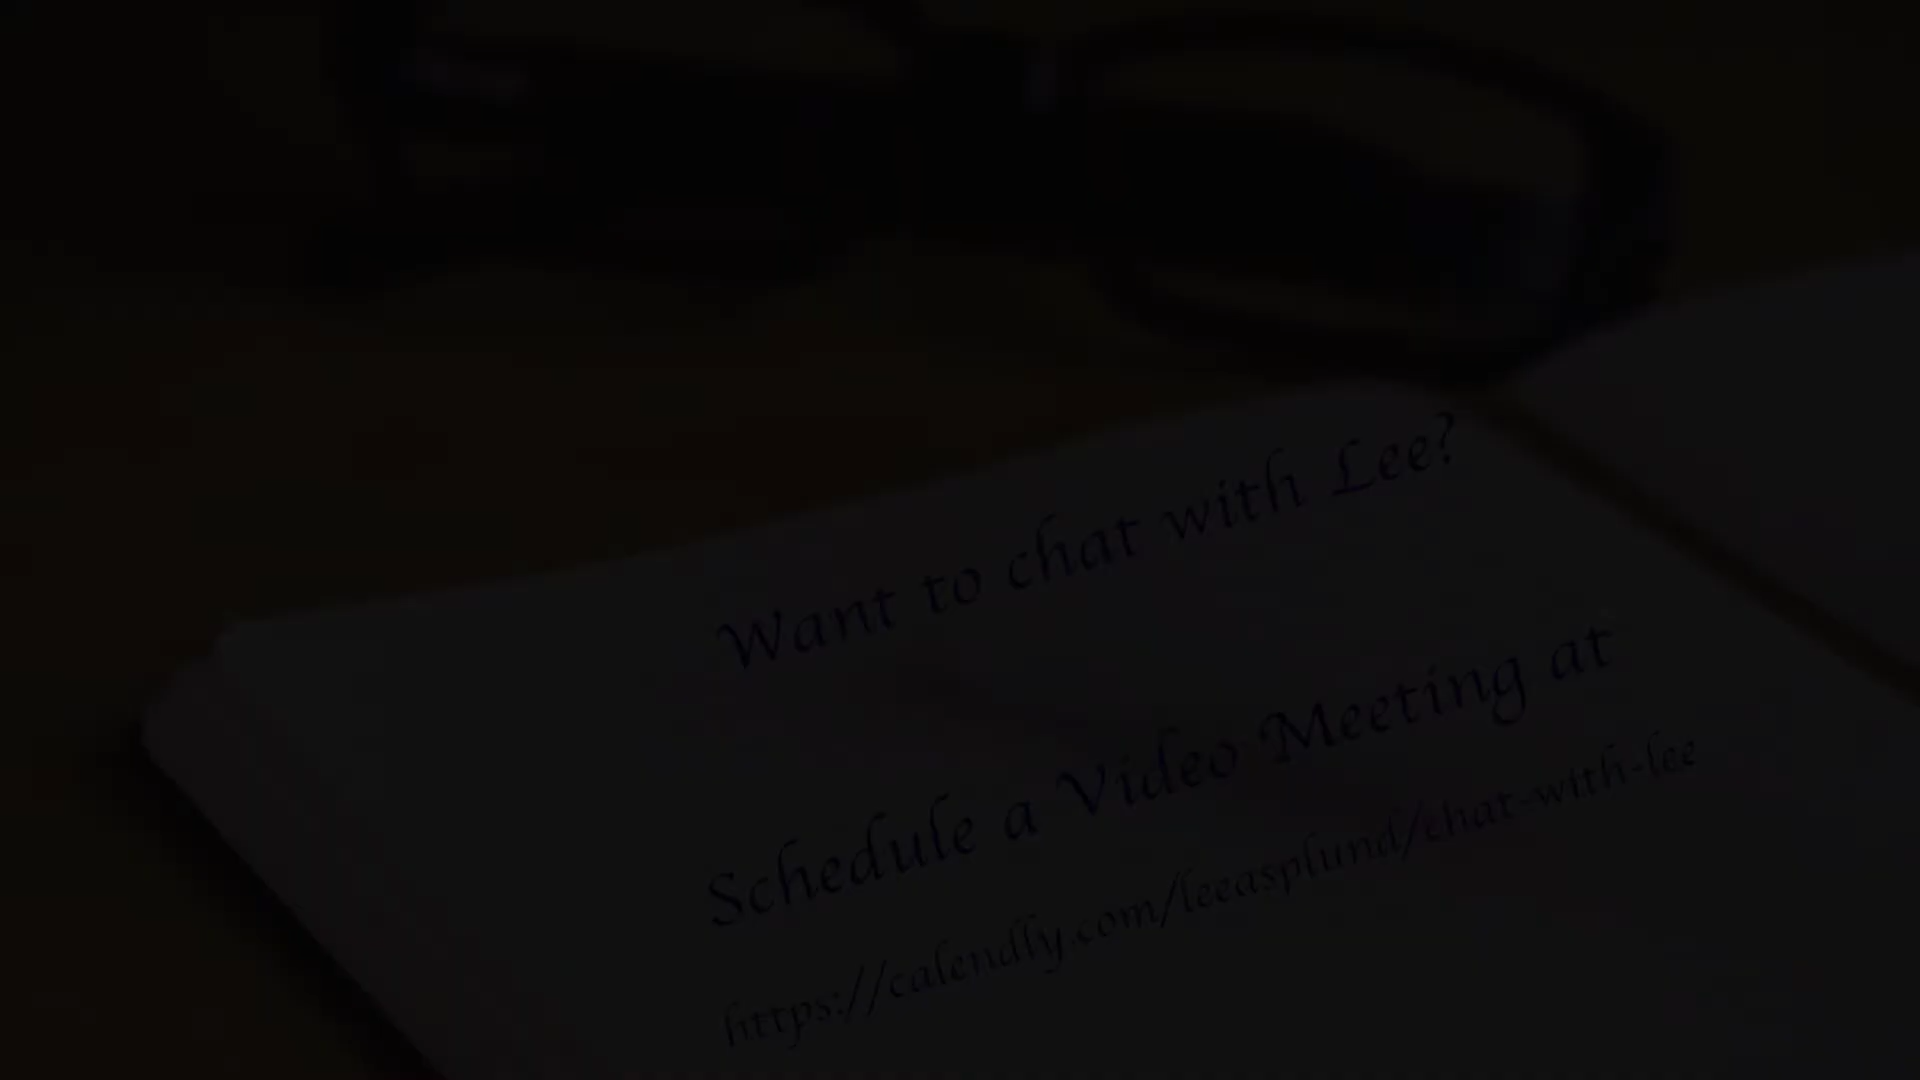 Want to chat with Lee?
Schedule a Video Meeting at
https://calendly.com/leeasplund/chat-with-lee